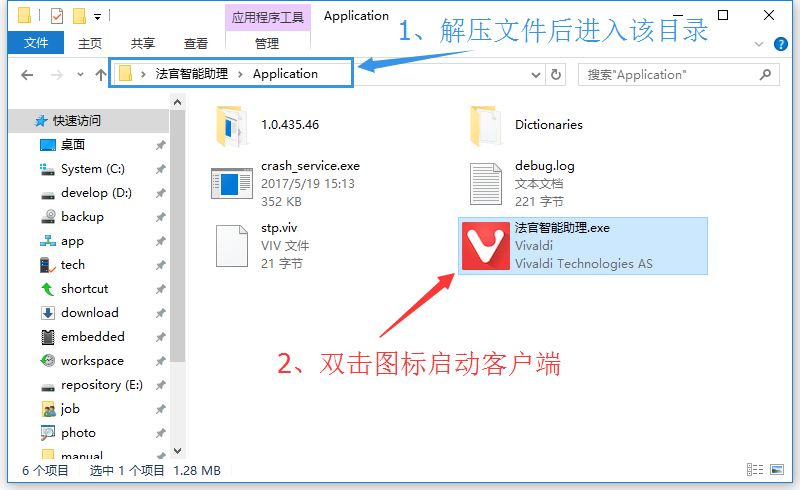 应用程序工具
Application
1、解压文件后进入该目录
文件
主页
共享
查看
管理
法官智能助理
Application
搜索"Application"
快速访问
桌面
System (C:)
develop (D:)
backup
app
tech
shortcut
download
embedded
workspace
repository (E:)
job
photo
manual
1.0.435.46
Dictionaries
crash_service.exe
2017/5/19 15:13
352 KB
debug.log
文本文档
221 字节
stp.viv
VIV 文件
21 字节
法官智能助理.exe
Vivaldi
Vivaldi Technologies AS
2、双击图标启动客户端
6 个项目
选中 1 个项目 1.28 MB